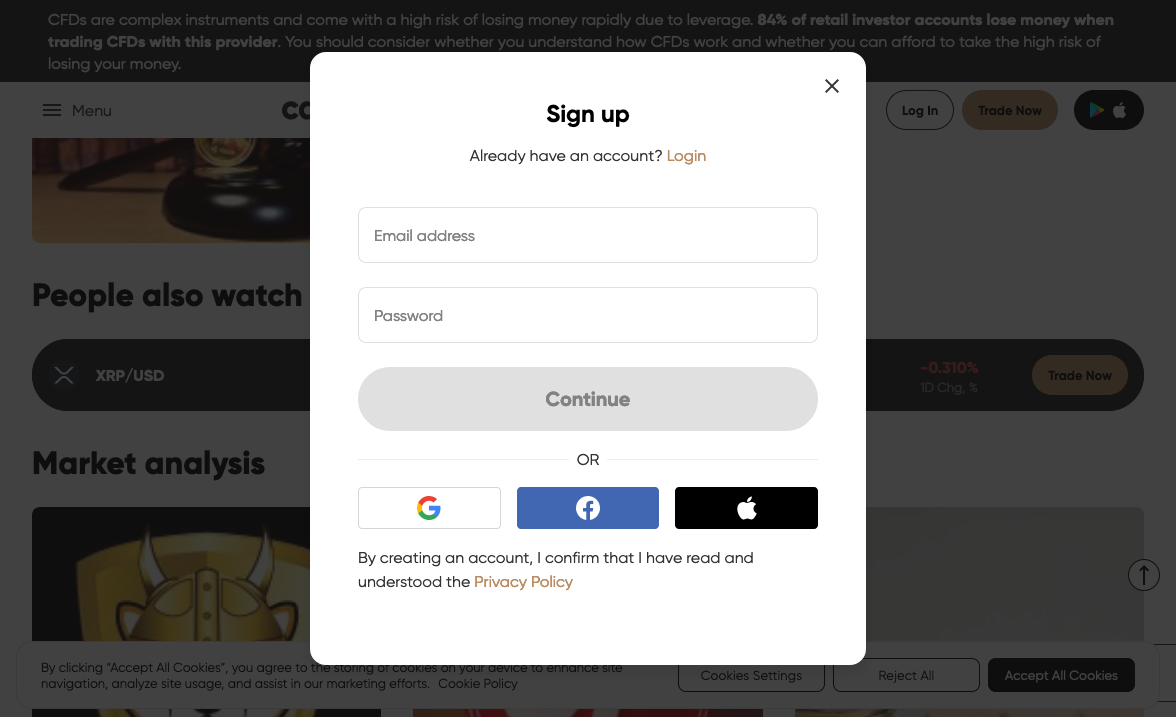 CFDs are complex instruments and come with a high risk of losing money rapidly due to leverage. 84% of retail investor accounts lose money when
trading CFDs with this provider. You should consider whether you understand how CFDs work and whether you can afford to take the high risk of
losing your money.
Menu
Log In
Trade Now
Sign up
Already have an account? Login
Email address
Password
Continue
OR
By creating an account, I confirm that I have read and
understood the Privacy Policy
People also watch
XRP/USD
-0.310%
1D Chg, %
Trade Now
Market analysis
By clicking “Accept All Cookies”, you agree to the storing of cookies on your device to enhance site
navigation, analyze site usage, and assist in our marketing efforts. Cookie Policy
Cookies Settings
Reject All
Accept All Cookies